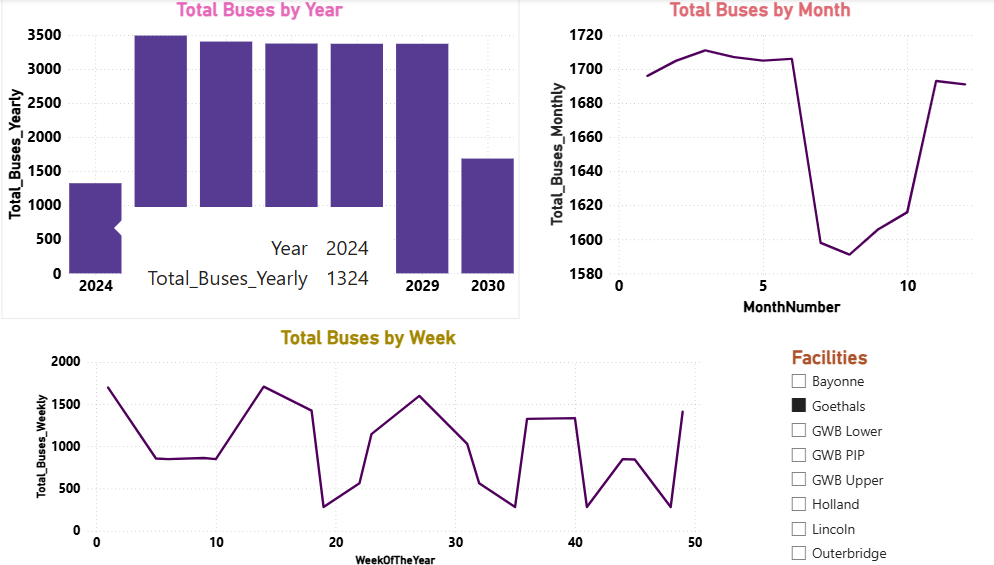 Total Buses by Year
Total_Buses_Yearly
3500
3000
2500
2000
1500
1000
500
0
2024
2029
2030
Year 2024
Total_Buses_Yearly 1324
Total Buses by Month
Total_Buses_Monthly
1720
1700
1680
1660
1640
1620
1600
1580
0 5 10
MonthNumber
Total Buses by Week
Total_Buses_Weekly
2000
1500
1000
500
0
0 10 20 30 40 50
WeekOfTheYear
Facilities
Bayonne
Goethals
GWB Lower
GWB PIP
GWB Upper
Holland
Lincoln
Outerbridge